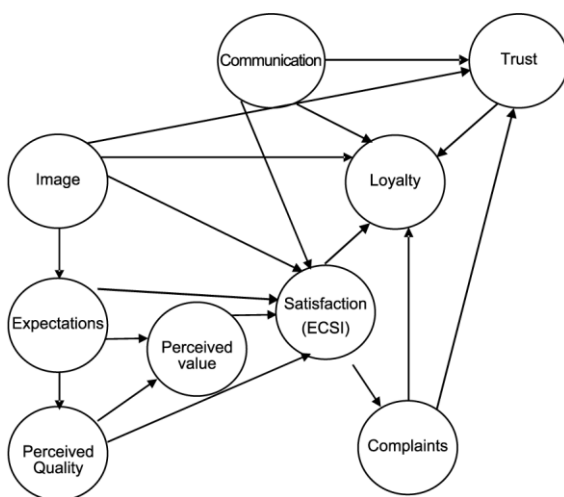 Communication
Trust
Image
Loyalty
Expectations
Satisfaction
(ECSI)
Perceived
value
Perceived
Quality
Complaints